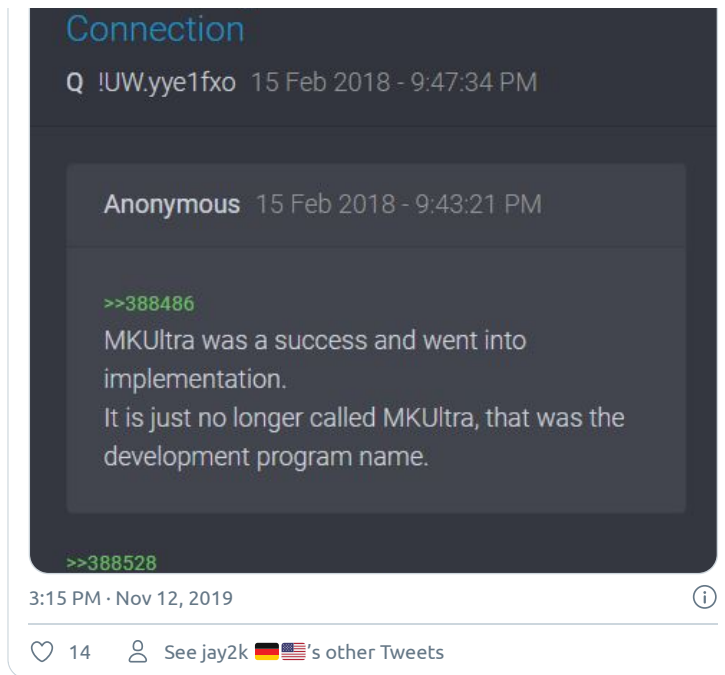 Connection
Q !UW.yye1fxo 15 Feb 2018 - 9:47:34 PM
Anonymous 15 Feb 2018 - 9:43:21 PM
>>388486
MKUltra was a success and went into
implementation.
It is just no longer called MKUltra, that was the
development program name.
>>388528
3:15 PM · Nov 12, 2019
14 See jay2k 🇩🇪🇺🇸's other Tweets